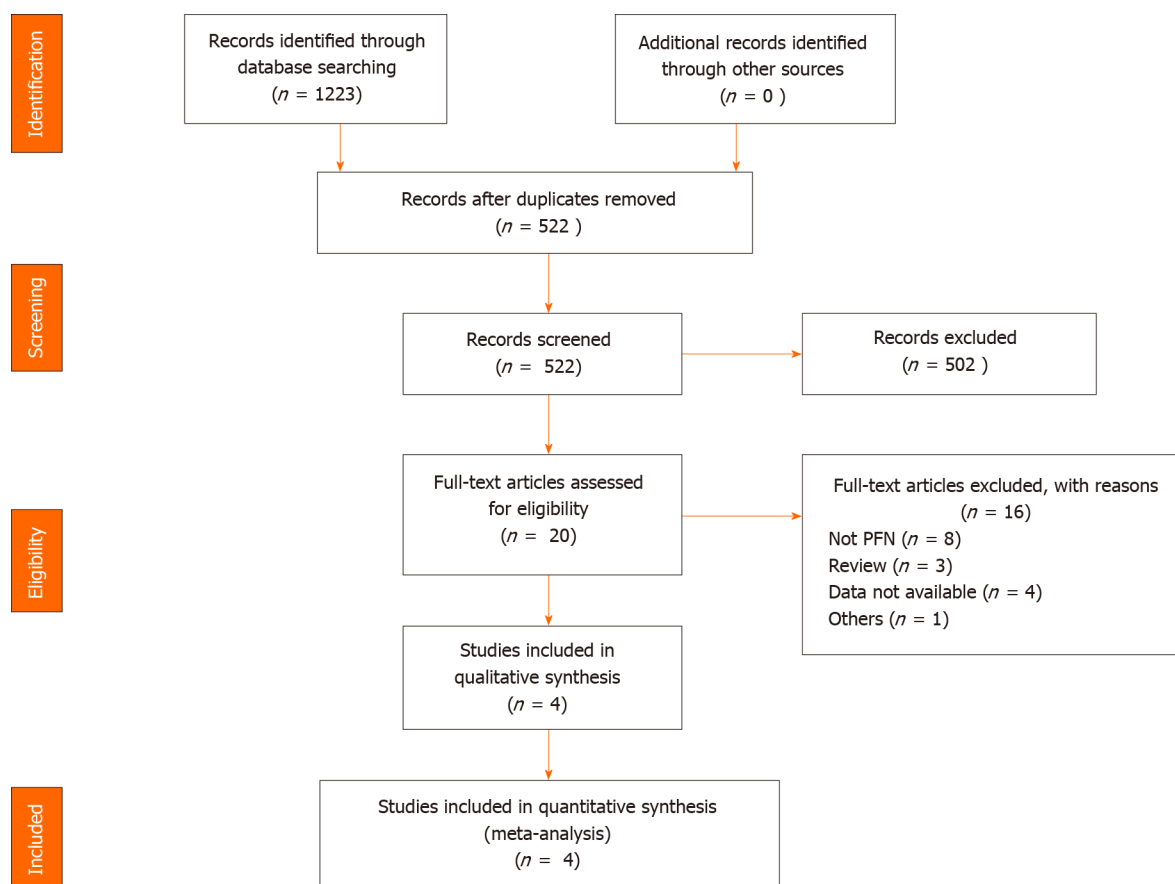 Identification
Records identified through
database searching
(n = 1223)
Additional records identified
through other sources
(n = 0 )
Records after duplicates removed
(n = 522 )
Screening
Records screened
(n = 522)
Records excluded
(n = 502 )
Eligibility
Full-text articles assessed
for eligibility
(n = 20)
Full-text articles excluded, with reasons
(n = 16)
Not PFN (n = 8)
Review (n = 3)
Data not available (n = 4)
Others (n = 1)
Studies included in
qualitative synthesis
(n = 4)
Included
Studies included in quantitative synthesis
(meta-analysis)
(n = 4)